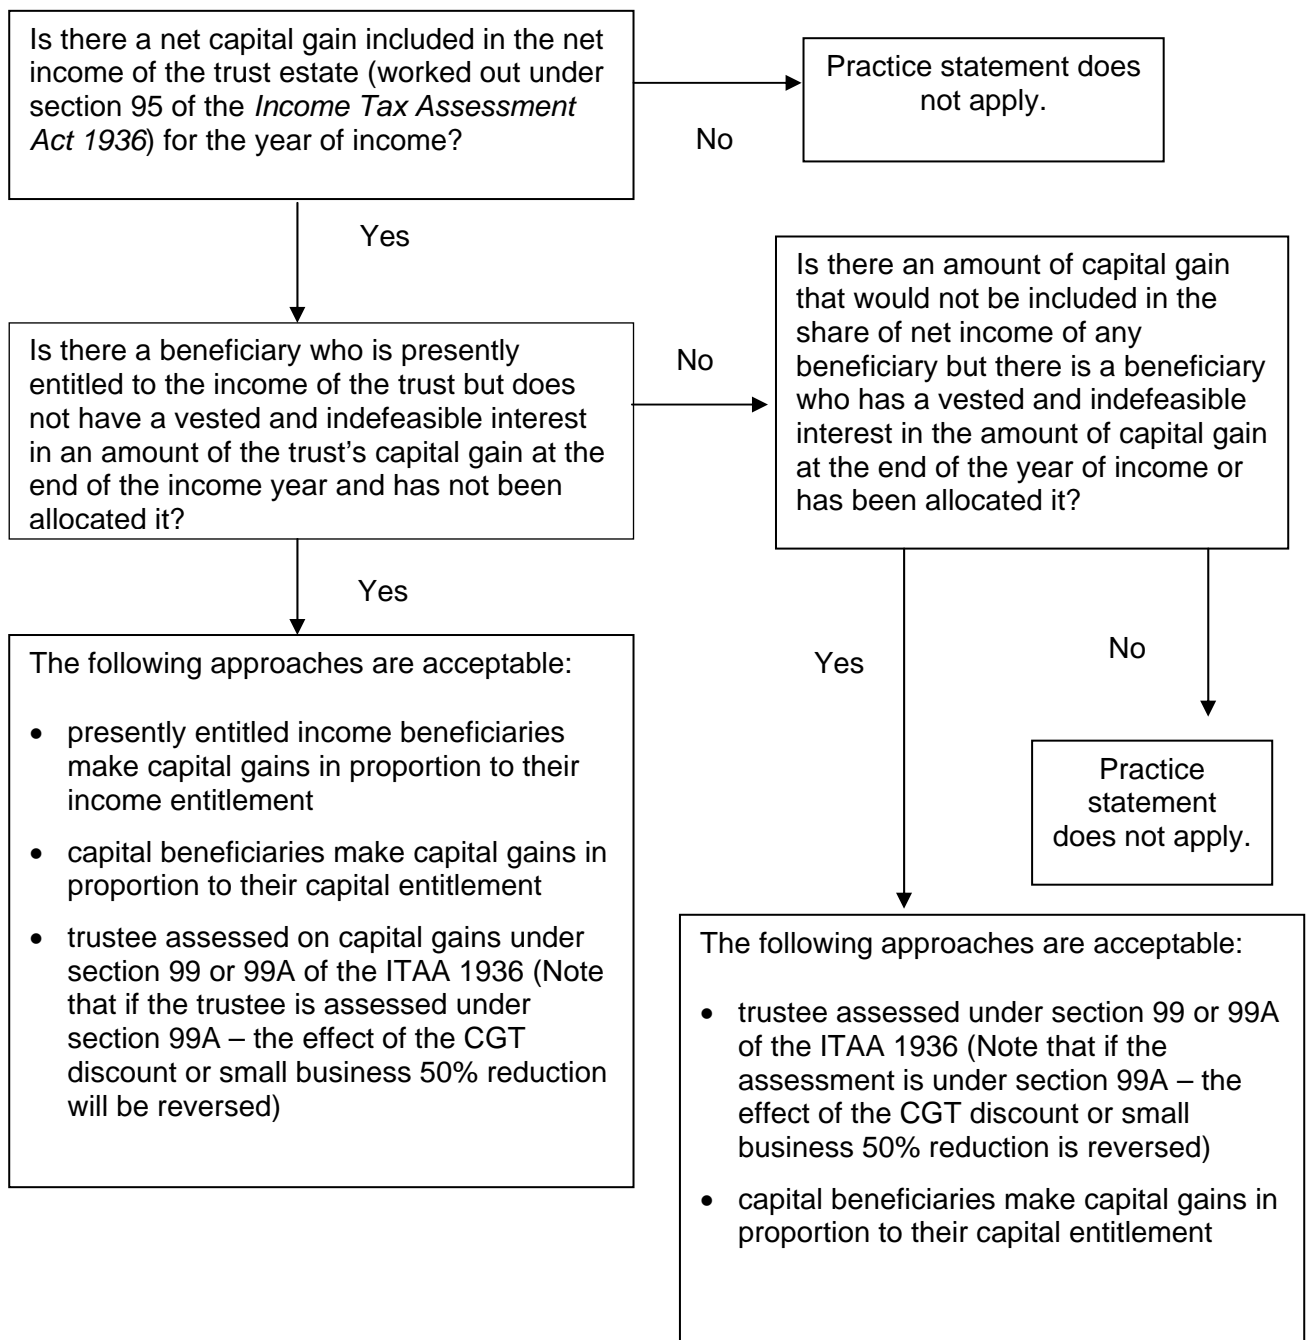 Is there a net capital gain included in the net
income of the trust estate (worked out under
section 95 of the Income Tax Assessment
Act 1936) for the year of income?
Practice statement does
not apply.
No
Yes
Is there a beneficiary who is presently
entitled to the income of the trust but does
not have a vested and indefeasible interest
in an amount of the trust’s capital gain at the
end of the income year and has not been
allocated it?
No
Is there an amount of capital gain
that would not be included in the
share of net income of any
beneficiary but there is a beneficiary
who has a vested and indefeasible
interest in the amount of capital gain
at the end of the year of income or
has been allocated it?
Yes
The following approaches are acceptable:
• presently entitled income beneficiaries
make capital gains in proportion to their
income entitlement
• capital beneficiaries make capital gains in
proportion to their capital entitlement
• trustee assessed on capital gains under
section 99 or 99A of the ITAA 1936 (Note
that if the trustee is assessed under
section 99A – the effect of the CGT
discount or small business 50% reduction
will be reversed)
Yes
No
Practice
statement
does not apply.
The following approaches are acceptable:
• trustee assessed under section 99 or 99A
of the ITAA 1936 (Note that if the
assessment is under section 99A – the
effect of the CGT discount or small
business 50% reduction is reversed)
• capital beneficiaries make capital gains in
proportion to their capital entitlement